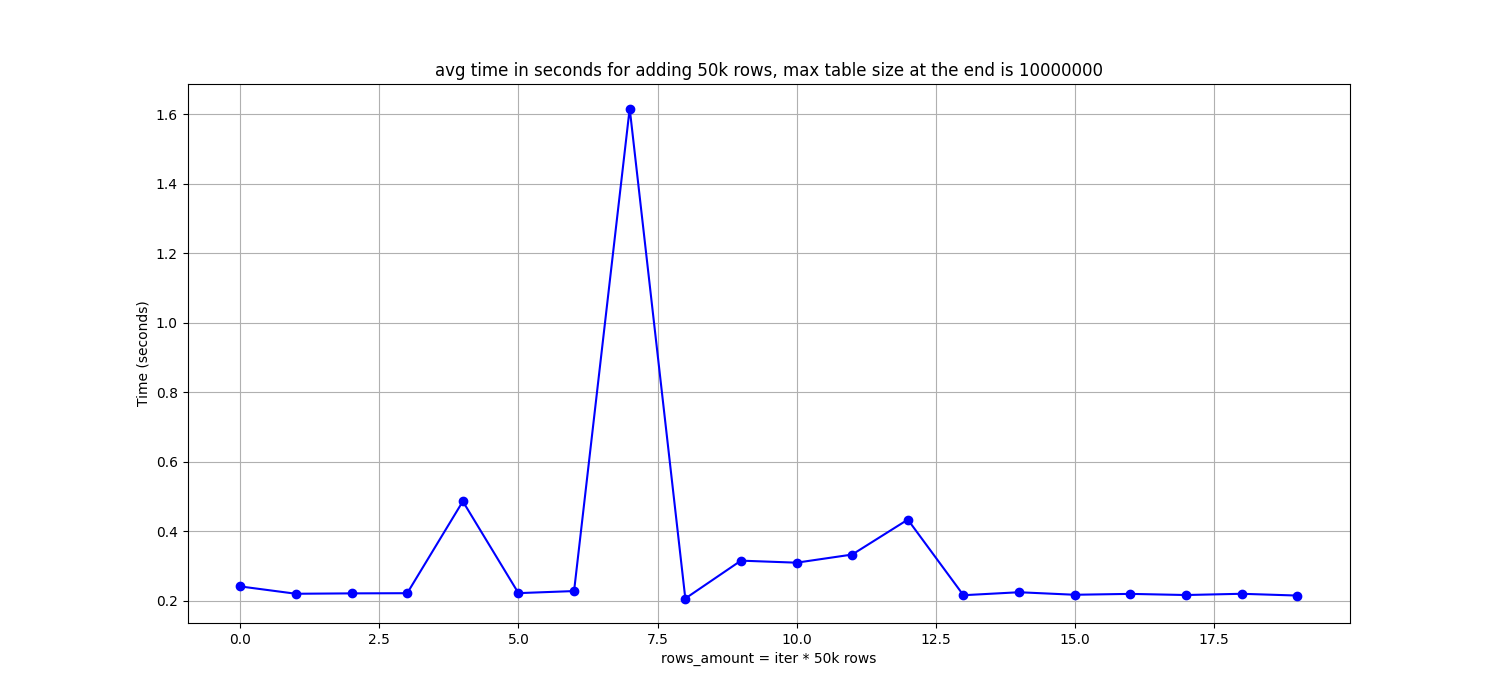 avg time in seconds for adding 50k rows, max table size at the end is 10000000
1.6
1.4
1.2
1.0
0.8
0.6
0.4
0.2
Time (seconds)
0.0 2.5 5.0 7.5 10.0 12.5 15.0 17.5
rows_amount = iter * 50k rows